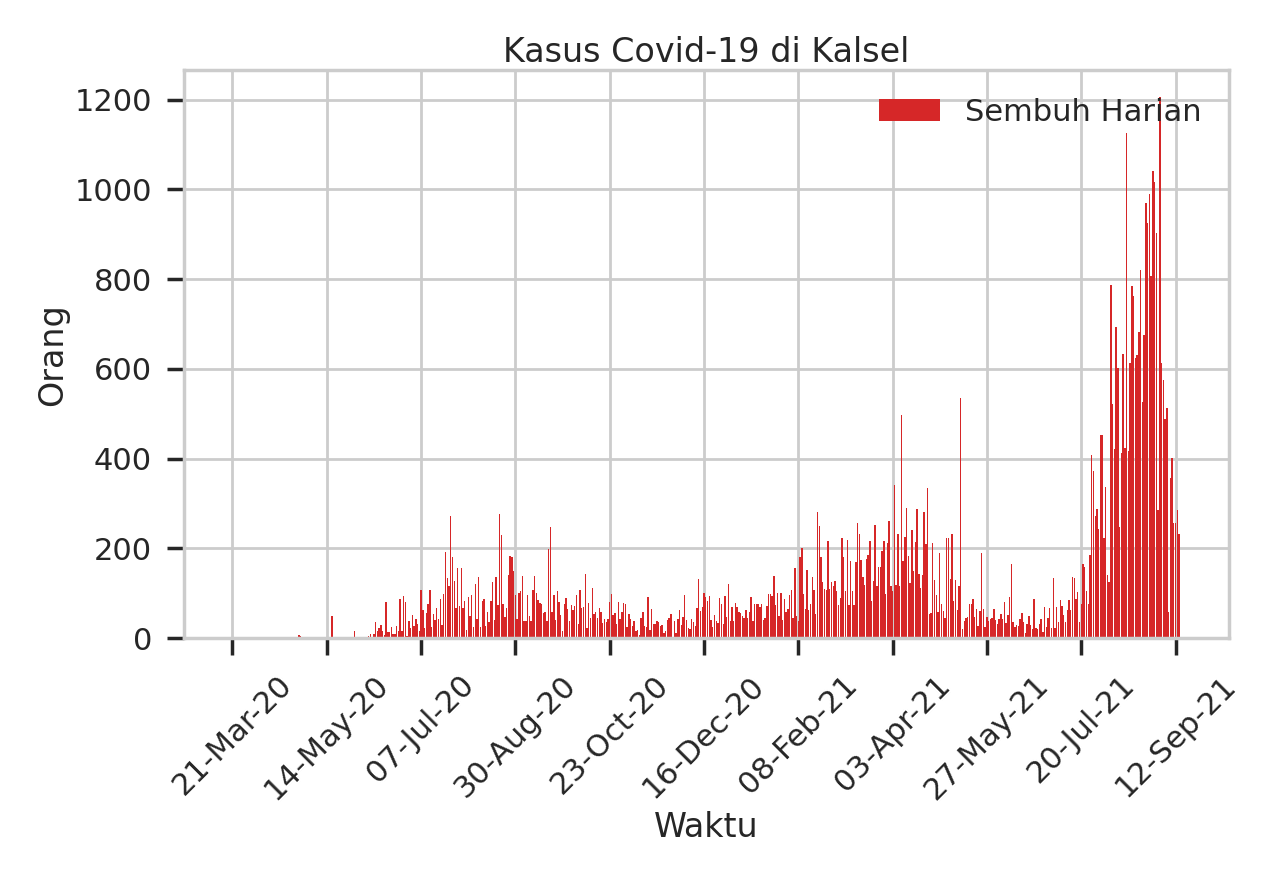 Kasus Covid-19 di Kalsel
Sembuh Harian
Orang
1200
1000
800
600
400
200
0
21-Mar-20
14-May-20
07-Jul-20
30-Aug-20
23-Oct-20
16-Dec-20
08-Feb-21
03-Apr-21
27-May-21
20-Jul-21
12-Sep-21
Waktu